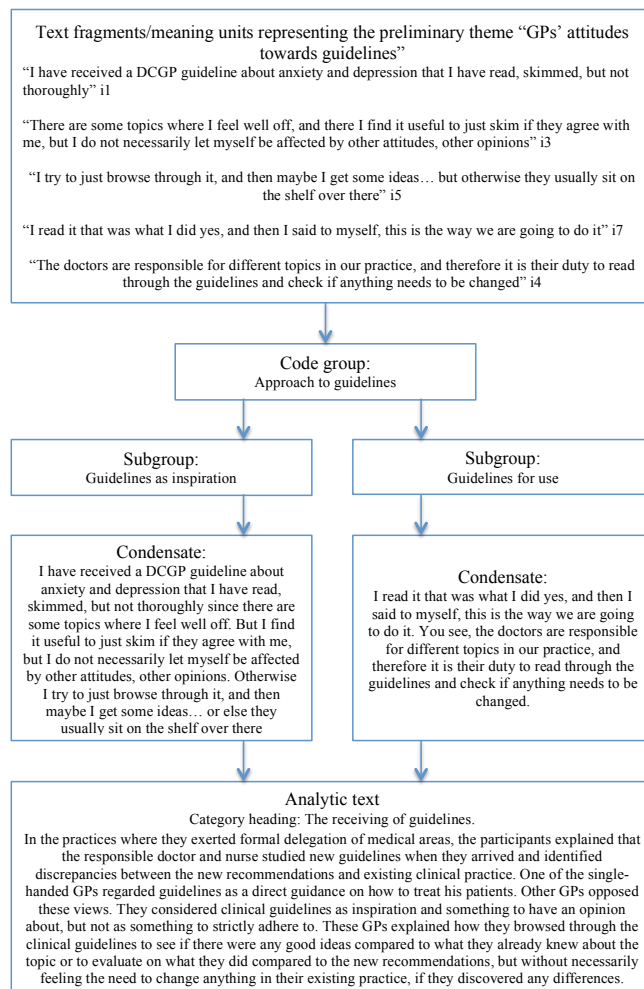 Text fragments/meaning units representing the preliminary theme “GPs’ attitudes
towards guidelines”
“I have received a DCGP guideline about anxiety and depression that I have read, skimmed, but not
thoroughly” i1
“There are some topics where I feel well off, and there I find it useful to just skim if they agree with
me, but I do not necessarily let myself be affected by other attitudes, other opinions” i3
“I try to just browse through it, and then maybe I get some ideas… but otherwise they usually sit on
the shelf over there” i5
“I read it that was what I did yes, and then I said to myself, this is the way we are going to do it” i7
“The doctors are responsible for different topics in our practice, and therefore it is their duty to read
through the guidelines and check if anything needs to be changed” i4
Code group:
Approach to guidelines
Subgroup:
Guidelines as inspiration
Subgroup:
Guidelines for use
Condensate:
I have received a DCGP guideline about
anxiety and depression that I have read,
skimmed, but not thoroughly since there are
some topics where I feel well off. But I find
it useful to just skim if they agree with me,
but I do not necessarily let myself be affected
by other attitudes, other opinions. Otherwise
I try to just browse through it, and then
maybe I get some ideas… or else they
usually sit on the shelf over there
Condensate:
I read it that was what I did yes, and then I
said to myself, this is the way we are going
to do it. You see, the doctors are responsible
for different topics in our practice, and
therefore it is their duty to read through the
guidelines and check if anything needs to be
changed.
Analytic text
Category heading: The receiving of guidelines.
In the practices where they exerted formal delegation of medical areas, the participants explained that
the responsible doctor and nurse studied new guidelines when they arrived and identified
discrepancies between the new recommendations and existing clinical practice. One of the single-
handed GPs regarded guidelines as a direct guidance on how to treat his patients. Other GPs opposed
these views. They considered clinical guidelines as inspiration and something to have an opinion
about, but not as something to strictly adhere to. These GPs explained how they browsed through the
clinical guidelines to see if there were any good ideas compared to what they already knew about the
topic or to evaluate on what they did compared to the new recommendations, but without necessarily
feeling the need to change anything in their existing practice, if they discovered any differences.